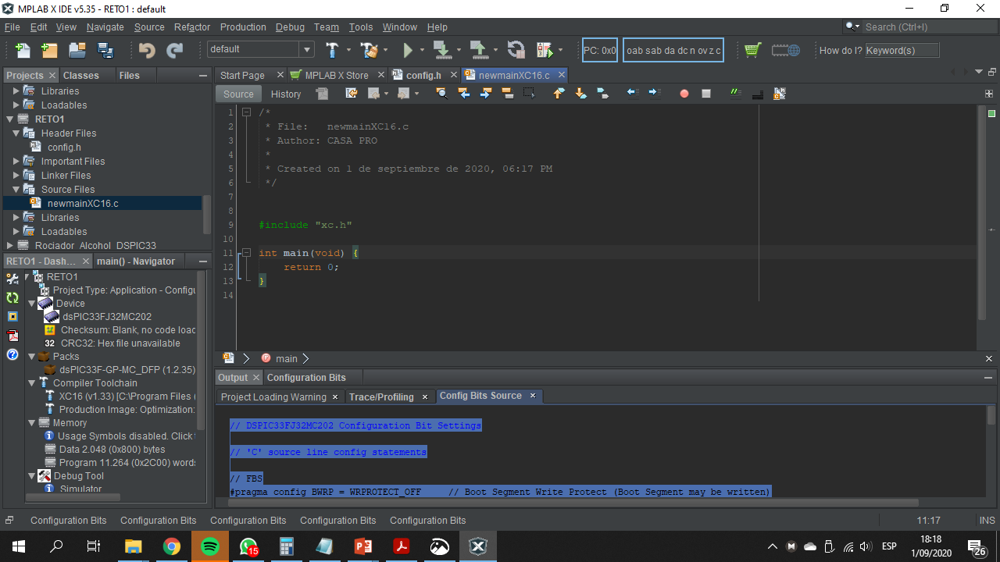 MPLAB X IDE v5.35 - RETO1 : default
File Edit View Navigate Source Refactor Production Debug Team Tools Window Help
Search (Ctrl+I)
default
PC: 0x0
oab sab da dc n ov z c
How do I? Keyword(s)
Projects Classes Files
Start Page MPLAB X Store config.h newmainXC16.c
Source History
Libraries
Loadables
RETO1
Header Files
config.h
Important Files
Linker Files
Source Files
newmainXC16.c
Libraries
Loadables
Rociador_Alcohol_DSPIC33
1 /*
2 * File: newmainXC16.c
3 * Author: CASA PRO
4 *
5 * Created on 1 de septiembre de 2020, 06:17 PM
6 */
7
8
9 #include "xc.h"
10
11 int main(void) {
12 return 0;
13 }
14
main
RETO1 - Dash... main() - Navigator
RETO1
Project Type: Application - Configu
Device
dsPIC33FJ32MC202
Checksum: Blank, no code load
CRC32: Hex file unavailable
32
Packs
dsPIC33F-GP-MC_DFP (1.2.35)
Compiler Toolchain
XC16 (v1.33) [C:\Program Files (
Production Image: Optimization:
Memory
Usage Symbols disabled. Click
Data 2.048 (0x800) bytes
Program 11.264 (0x2C00) words
Debug Tool
Simulator
Output Configuration Bits
Project Loading Warning Trace/Profiling Config Bits Source
// DSPIC33FJ32MC202 Configuration Bit Settings
// 'C' source line config statements
// FBS
#pragma config BWRP = WRPROTECT_OFF // Boot Segment Write Protect (Boot Segment may be written)
Configuration Bits Configuration Bits Configuration Bits Configuration Bits Configuration Bits
11:17 INS
15
ESP
18:18
1/09/2020
26